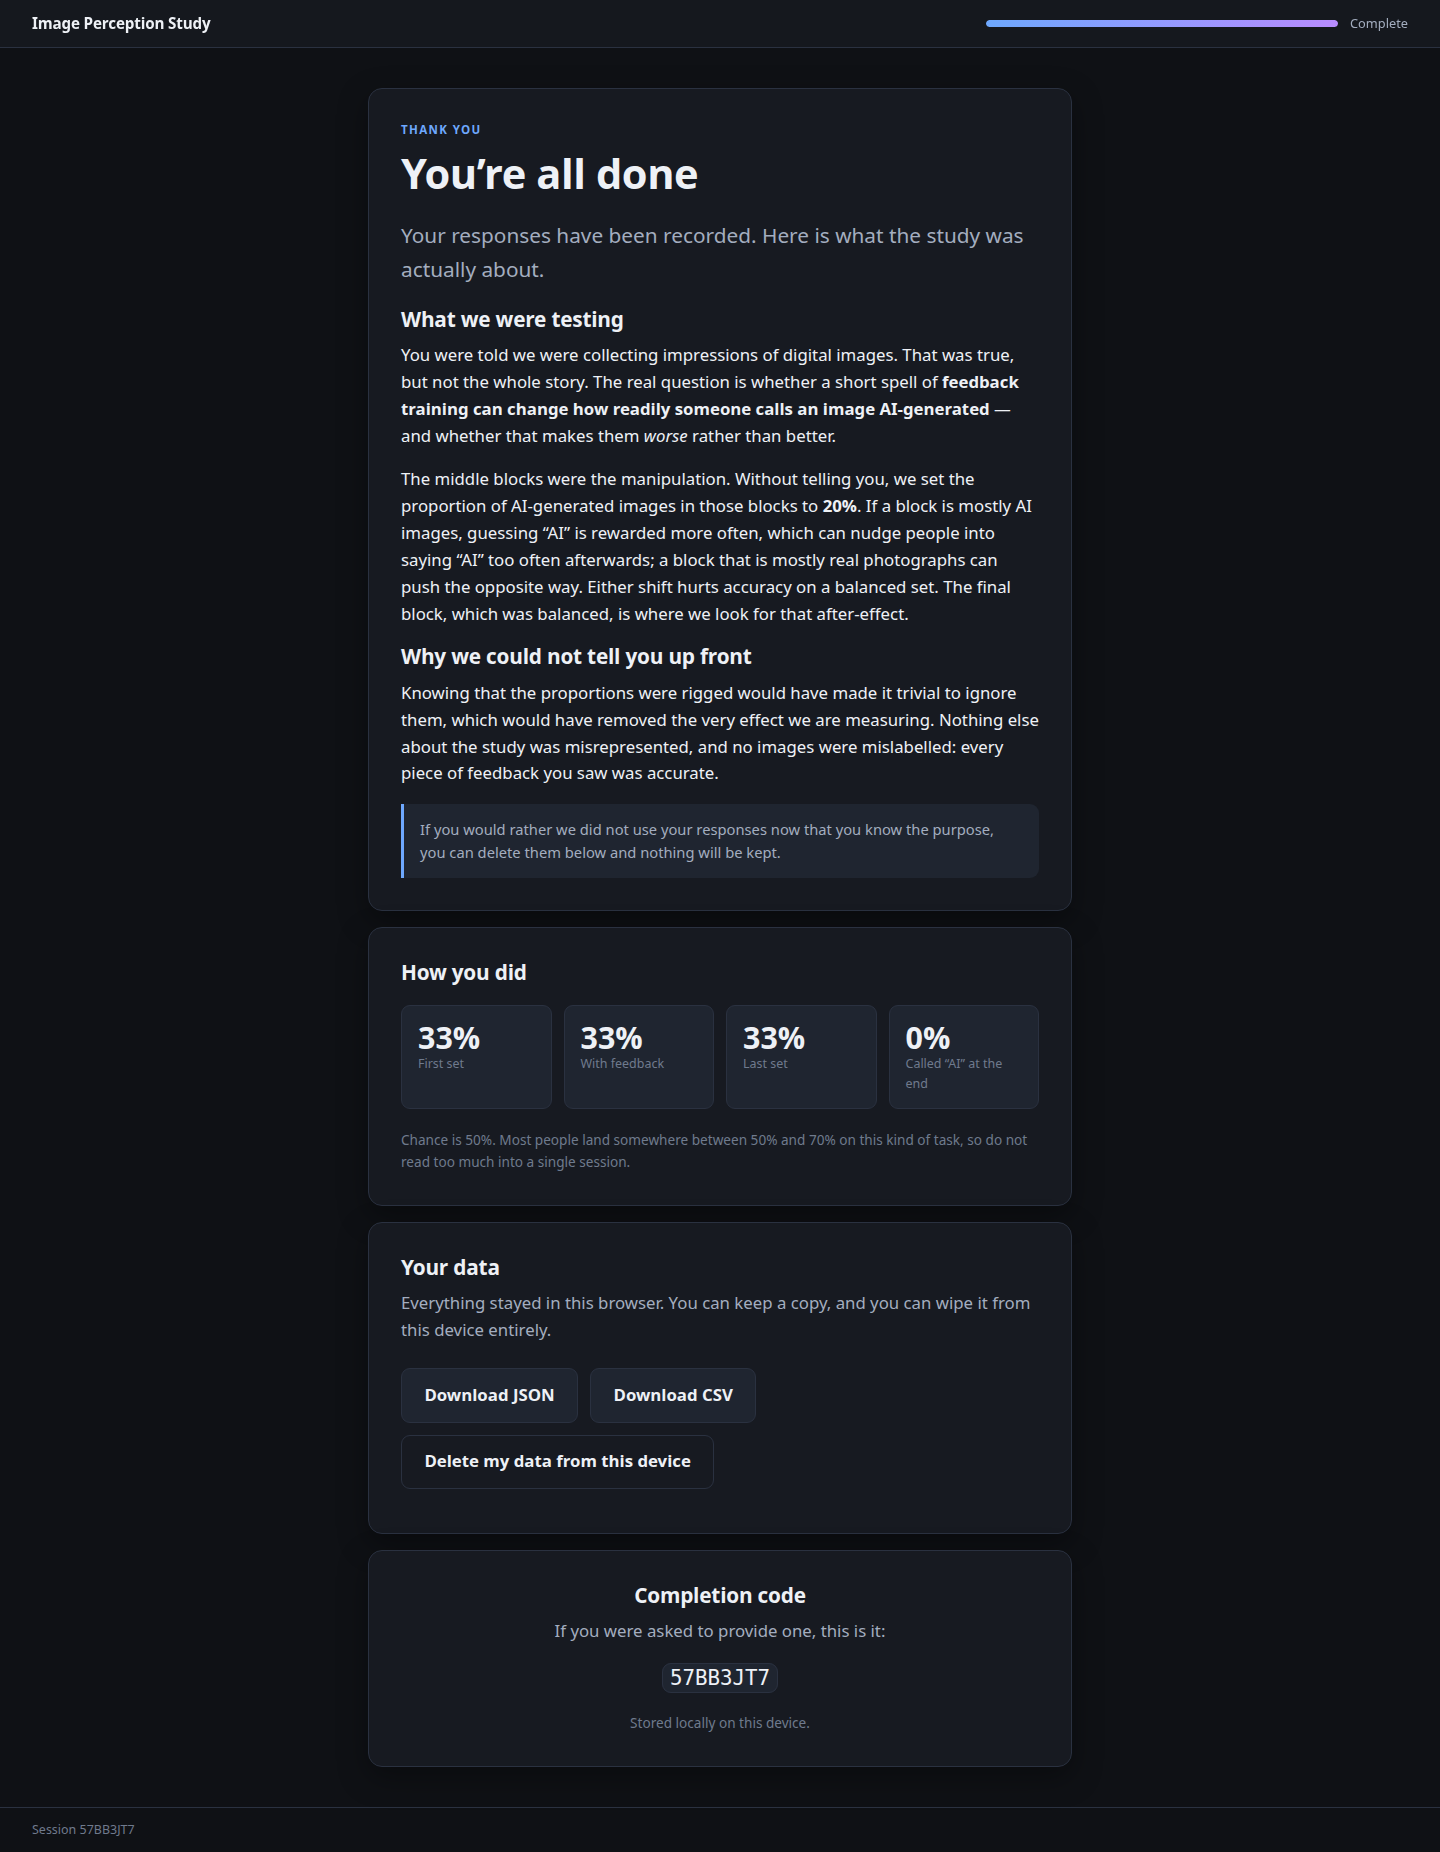 Image Perception Study
Complete
THANK YOU
You’re all done
Your responses have been recorded. Here is what the study was
actually about.
What we were testing
You were told we were collecting impressions of digital images. That was true,
but not the whole story. The real question is whether a short spell of feedback
training can change how readily someone calls an image AI-generated —
and whether that makes them worse rather than better.
The middle blocks were the manipulation. Without telling you, we set the
proportion of AI-generated images in those blocks to 20%. If a block is mostly AI
images, guessing “AI” is rewarded more often, which can nudge people into
saying “AI” too often afterwards; a block that is mostly real photographs can
push the opposite way. Either shift hurts accuracy on a balanced set. The final
block, which was balanced, is where we look for that after-effect.
Why we could not tell you up front
Knowing that the proportions were rigged would have made it trivial to ignore
them, which would have removed the very effect we are measuring. Nothing else
about the study was misrepresented, and no images were mislabelled: every
piece of feedback you saw was accurate.
If you would rather we did not use your responses now that you know the purpose,
you can delete them below and nothing will be kept.
How you did
33%
First set
33%
With feedback
33%
Last set
0%
Called “AI” at the
end
Chance is 50%. Most people land somewhere between 50% and 70% on this kind of task, so do not
read too much into a single session.
Your data
Everything stayed in this browser. You can keep a copy, and you can wipe it from
this device entirely.
Download JSON
Download CSV
Delete my data from this device
Completion code
If you were asked to provide one, this is it:
57BB3JT7
Stored locally on this device.
Session 57BB3JT7